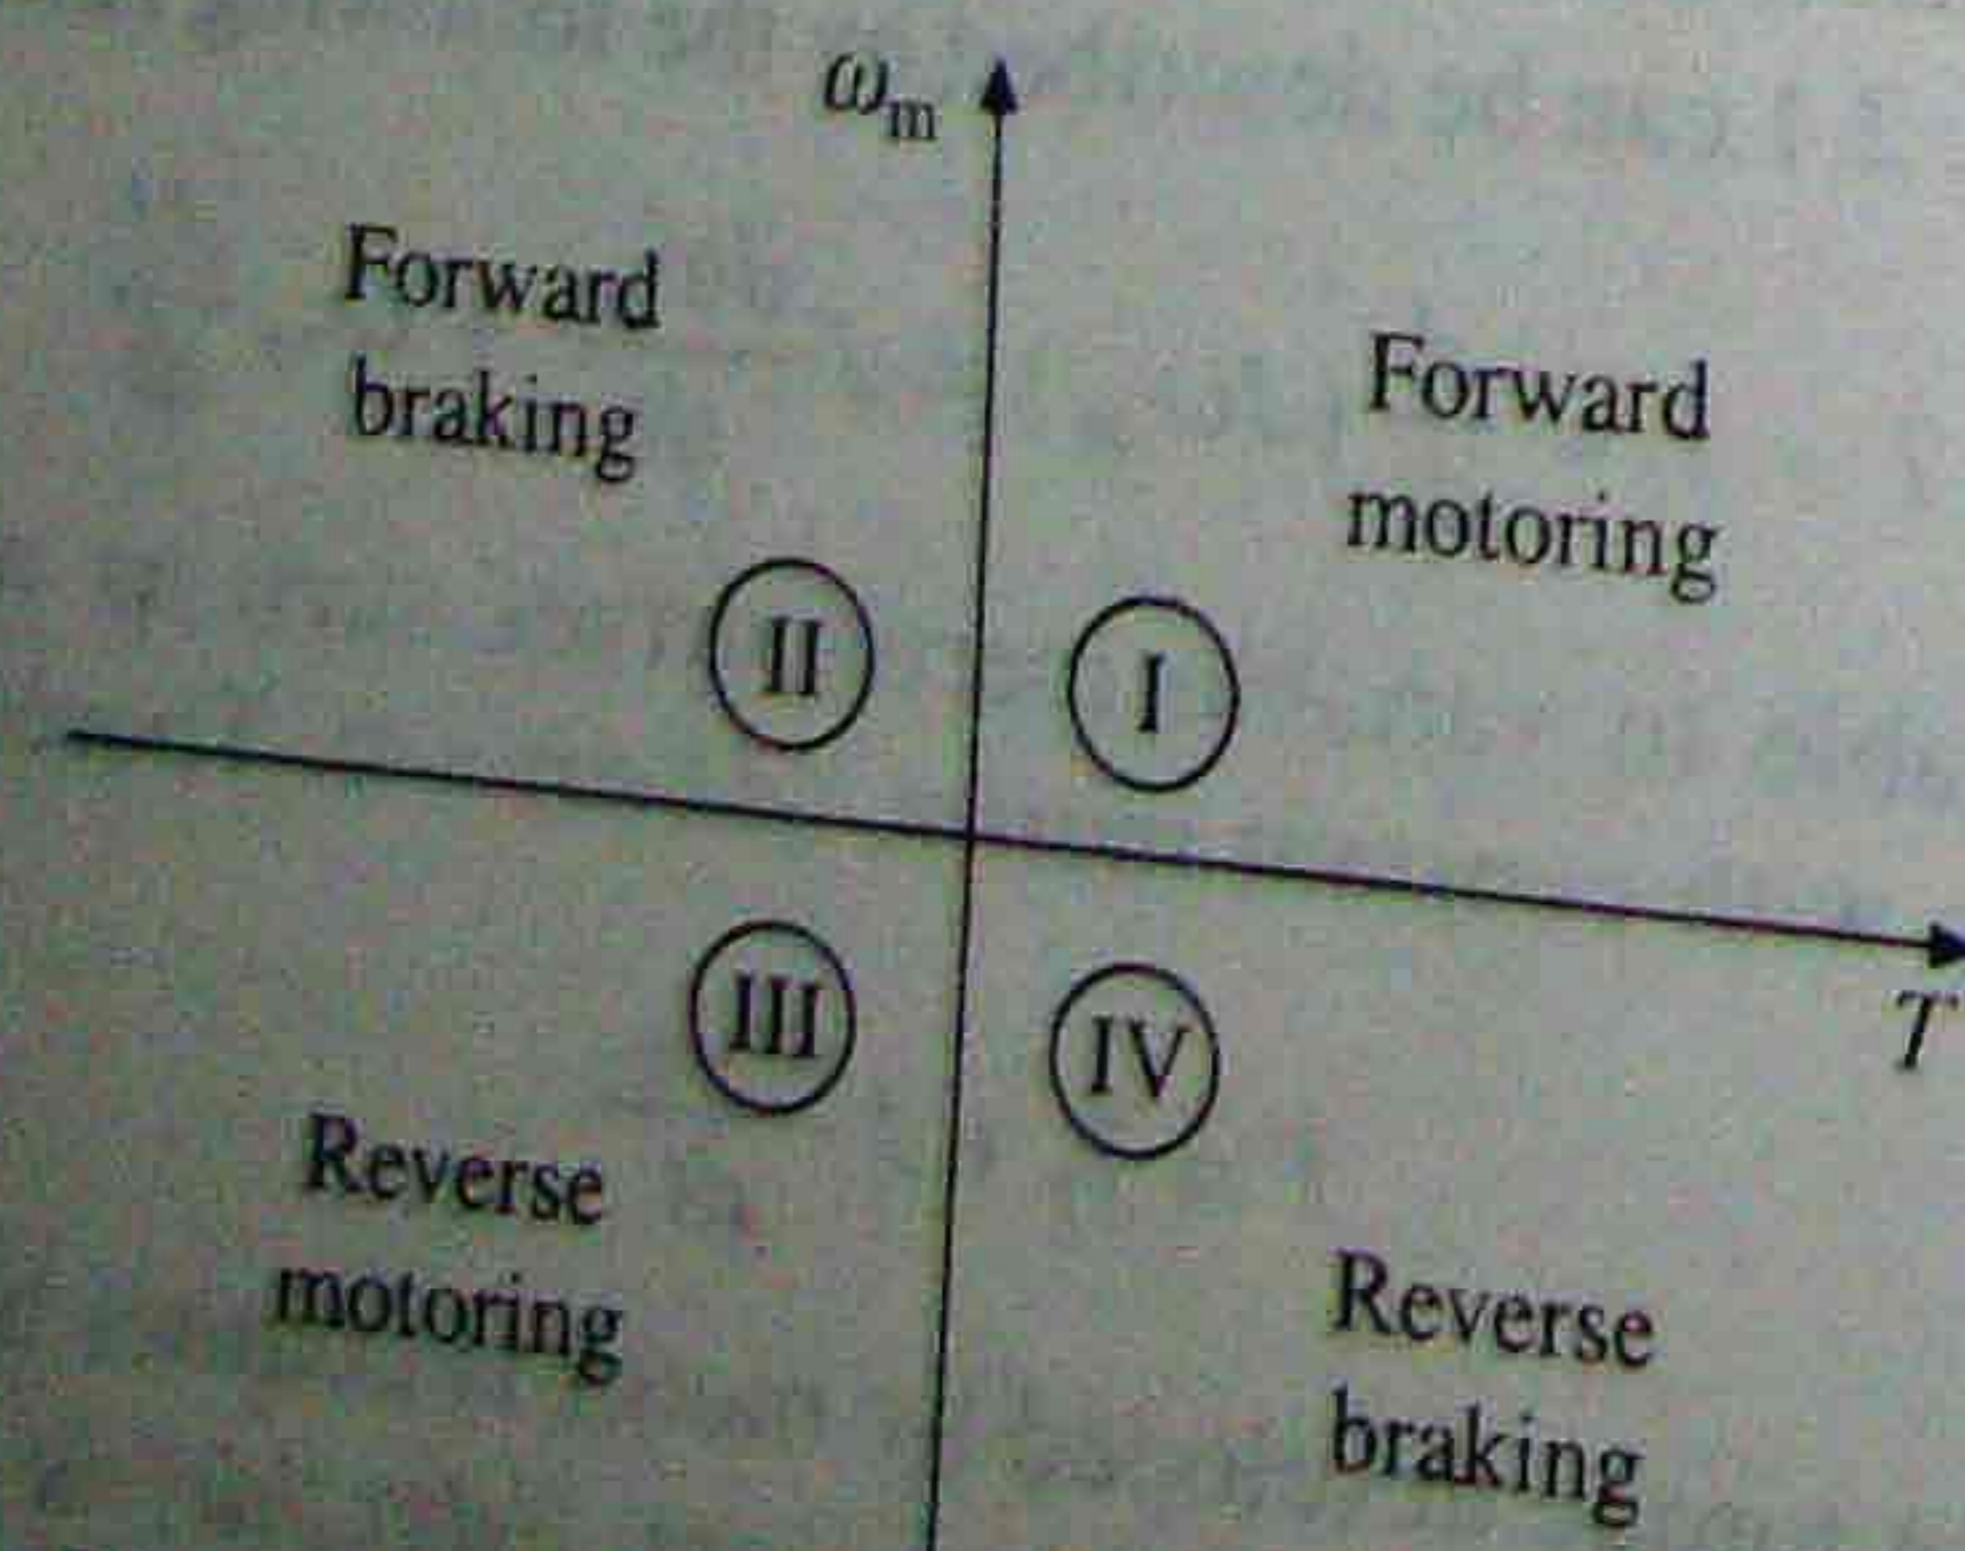 ωm
Forward
braking
Forward
motoring
II
I
T
III
IV
Reverse
motoring
Reverse
braking